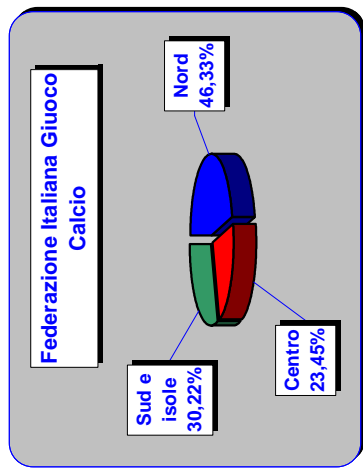 Federazione Italiana Giuoco
Calcio
Nord
46,33%
Sud e
isole
30,22%
Centro
23,45%